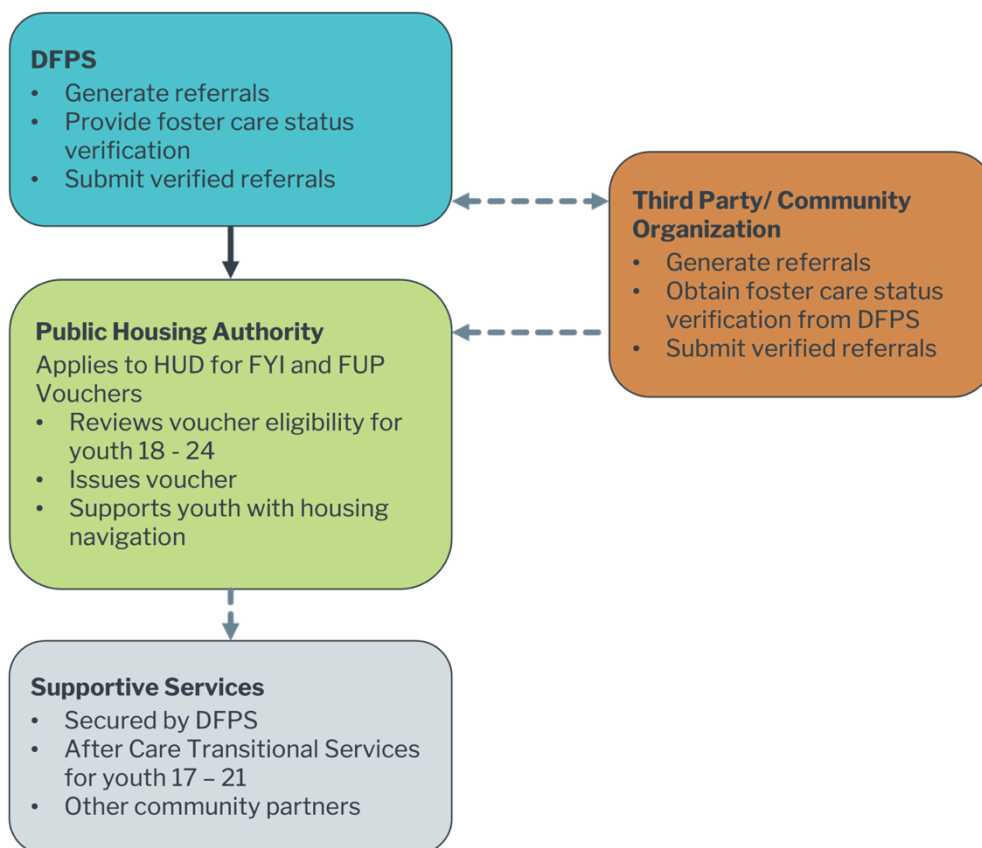 DFPS
• Generate referrals
• Provide foster care status
verification
• Submit verified referrals
Third Party/ Community
Organization
• Generate referrals
• Obtain foster care status
verification from DFPS
• Submit verified referrals
Public Housing Authority
Applies to HUD for FYI and FUP
Vouchers
• Reviews voucher eligibility for
youth 18 - 24
• Issues voucher
• Supports youth with housing
navigation
Supportive Services
• Secured by DFPS
• After Care Transitional Services
for youth 17 – 21
• Other community partners